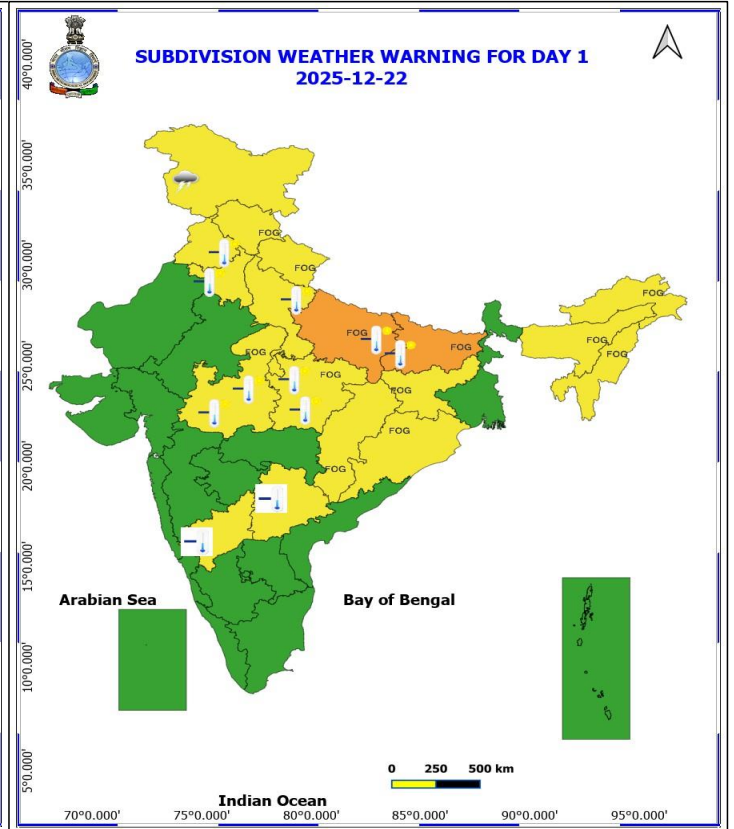 SUBDIVISION WEATHER WARNING FOR DAY 1
2025-12-22
40°0.000'
35°0.000'
30°0.000'
25°0.000'
20°0.000'
15°0.000'
10°0.000'
5°0.000'
FOG
FOG
FOG
FOG
FOG
FOG
FOG
FOG
FOG
FOG
FOG
FOG
FOG
Arabian Sea
Bay of Bengal
0 250 500 km
Indian Ocean
70°0.000' 75°0.000' 80°0.000' 85°0.000' 90°0.000' 95°0.000'